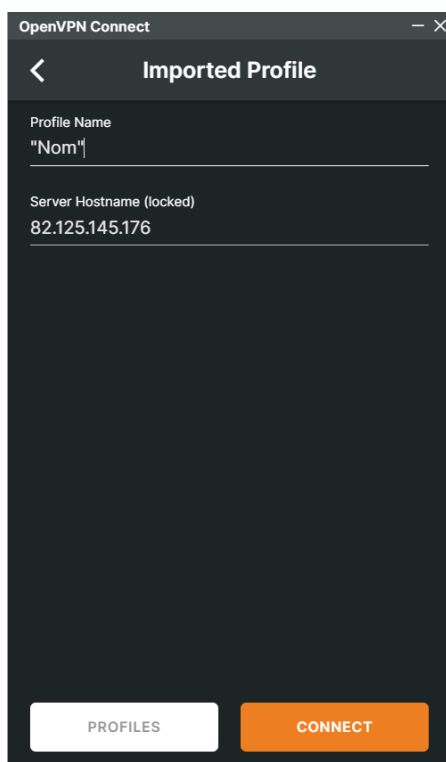 OpenVPN Connect
Imported Profile
Profile Name
"Nom"
Server Hostname (locked)
82.125.145.176
PROFILES
CONNECT